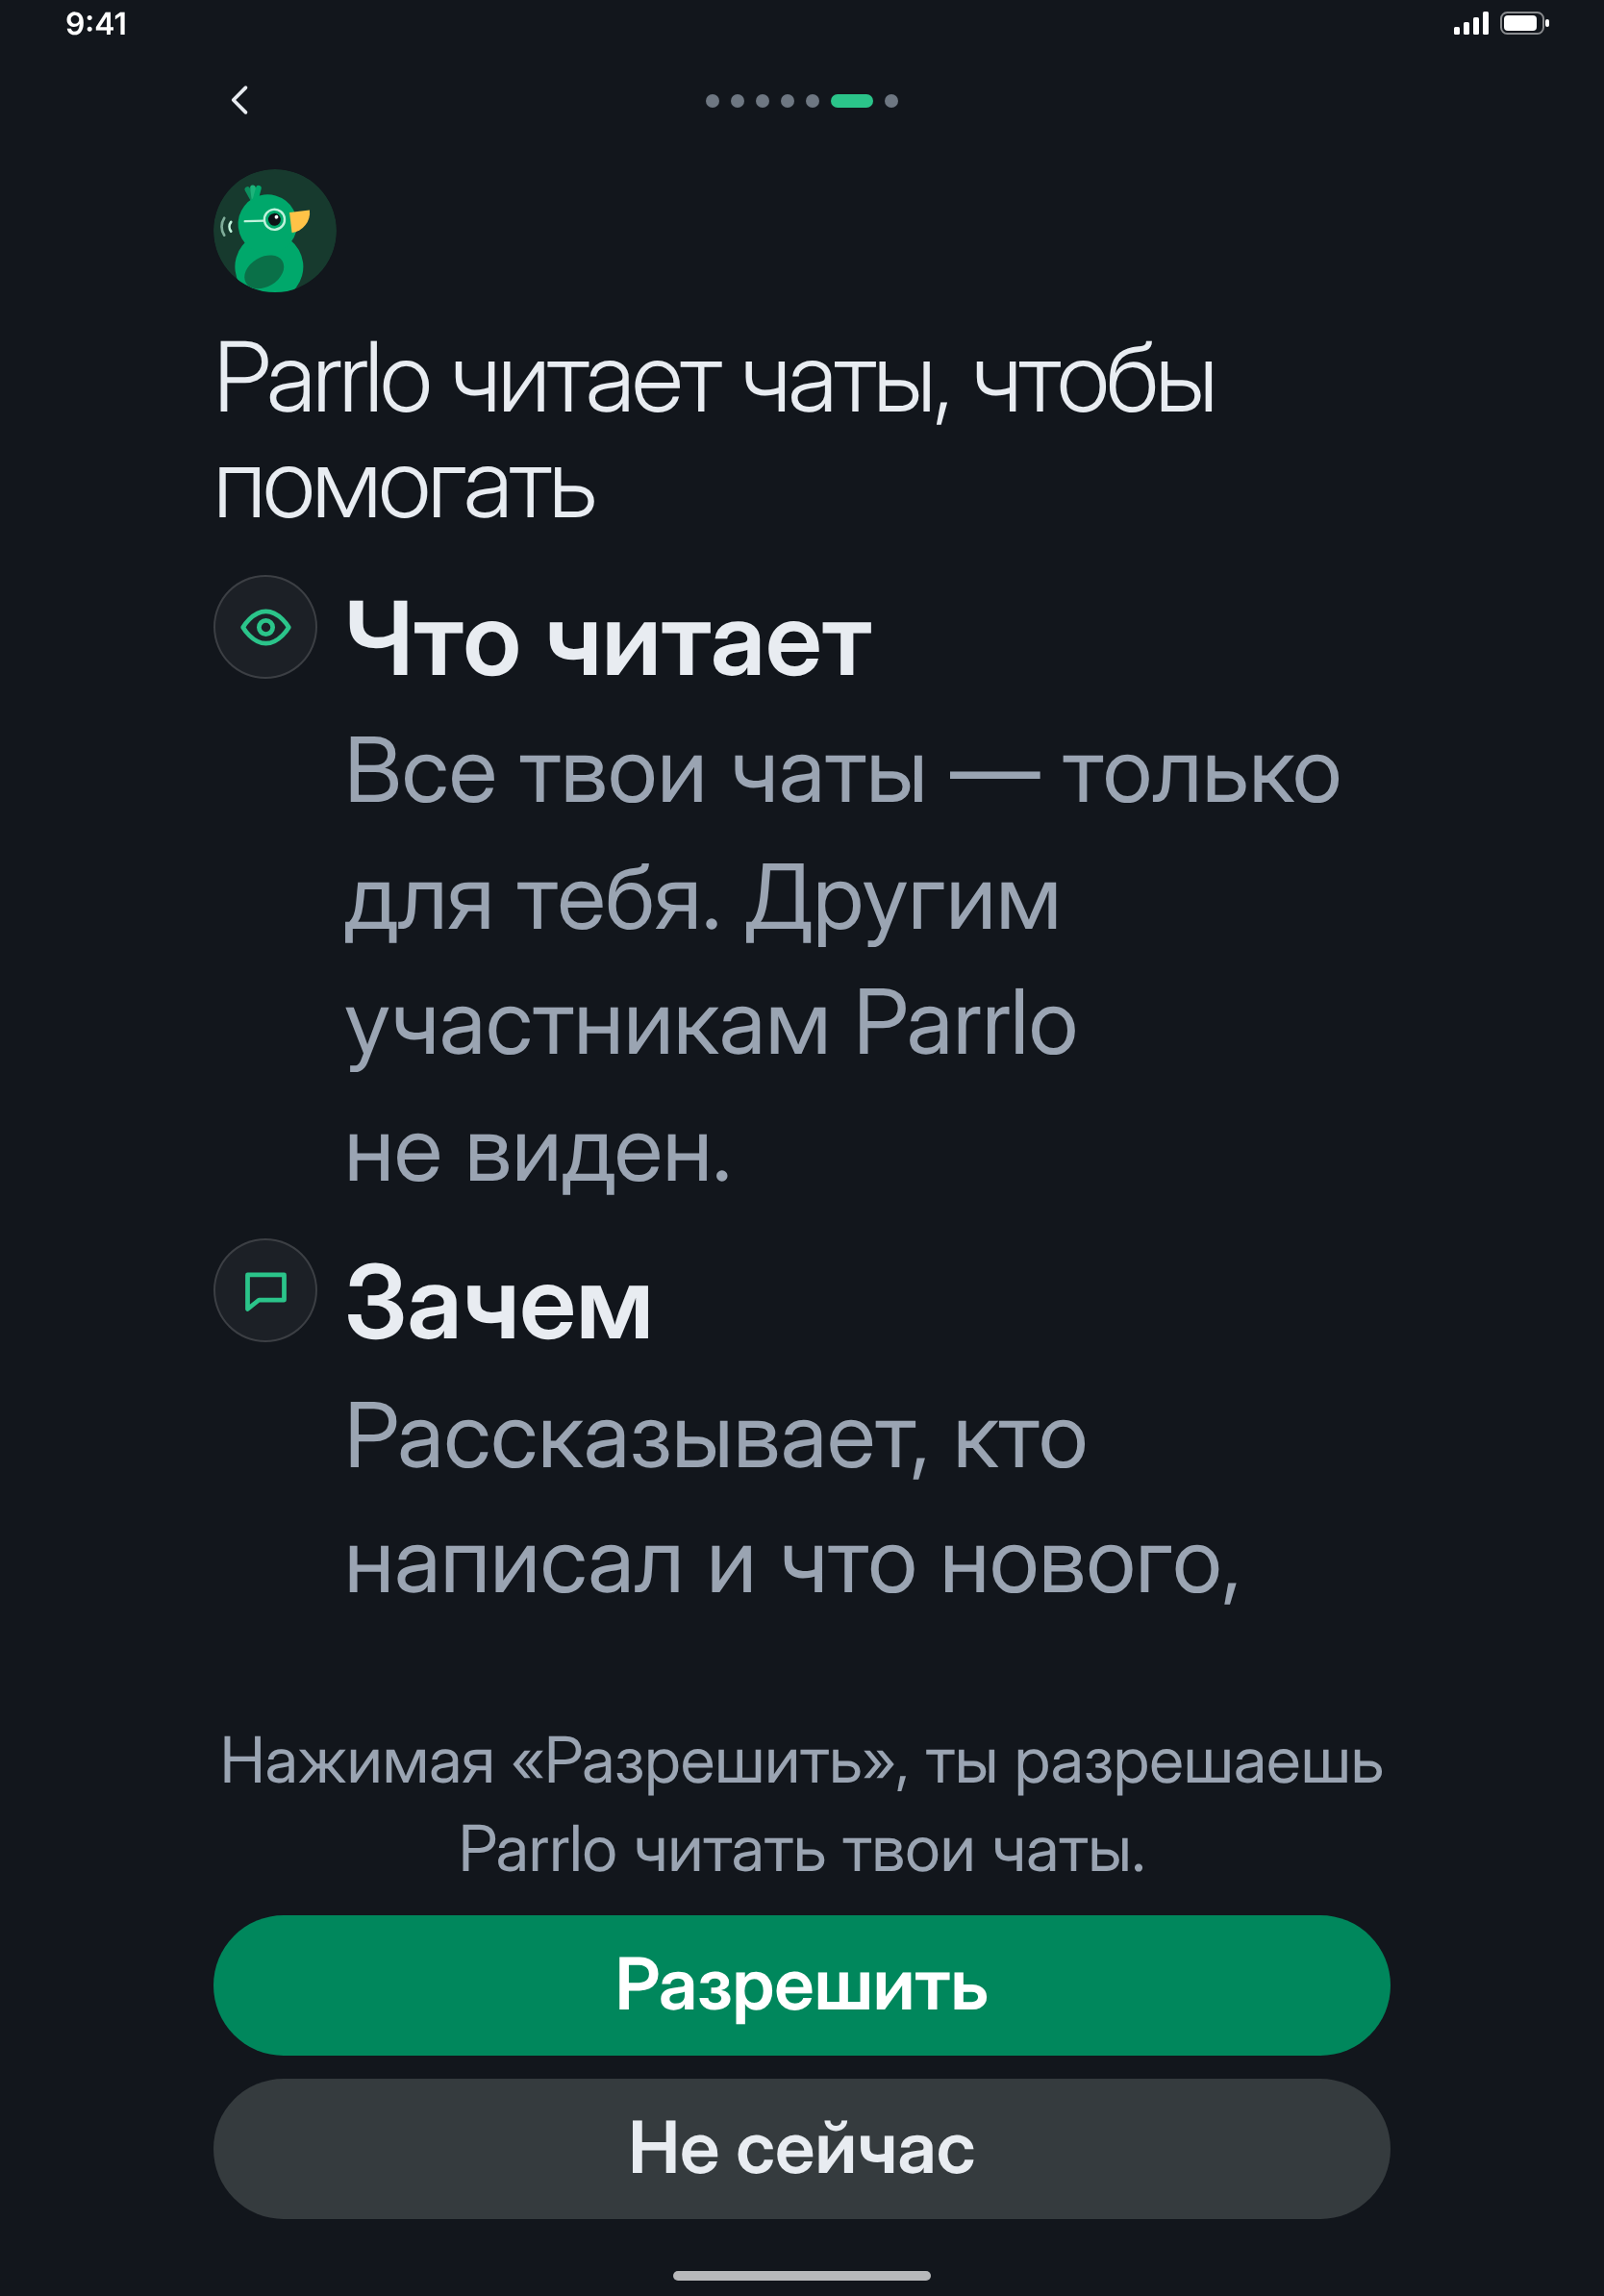 9:41
Parrlo читает чаты, чтобы
помогать
Что читает
Все твои чаты — только
для тебя. Другим
участникам Parrlo
не виден.
Зачем
Рассказывает, кто
написал и что нового,
Нажимая «Разрешить», ты разрешаешь
Parrlo читать твои чаты.
Разрешить
Не сейчас